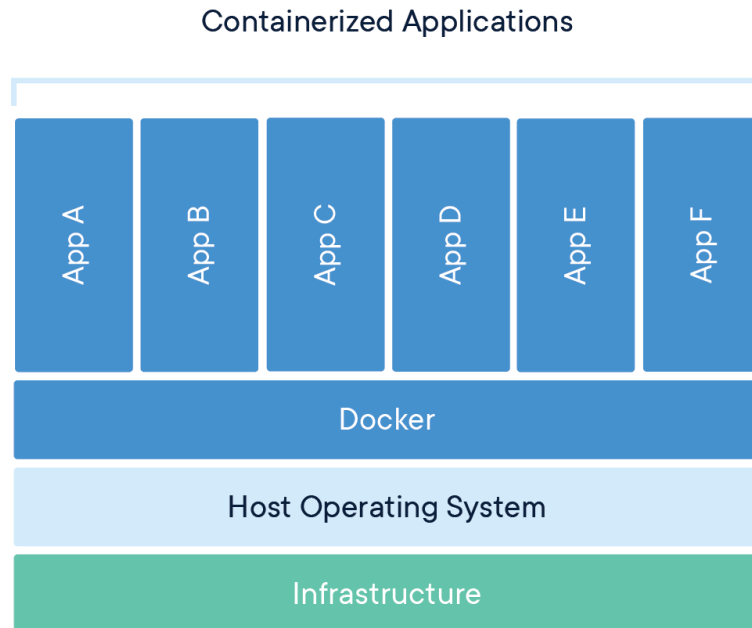 Containerized Applications
App A
App B
App C
App D
App E
App F
Docker
Host Operating System
Infrastructure